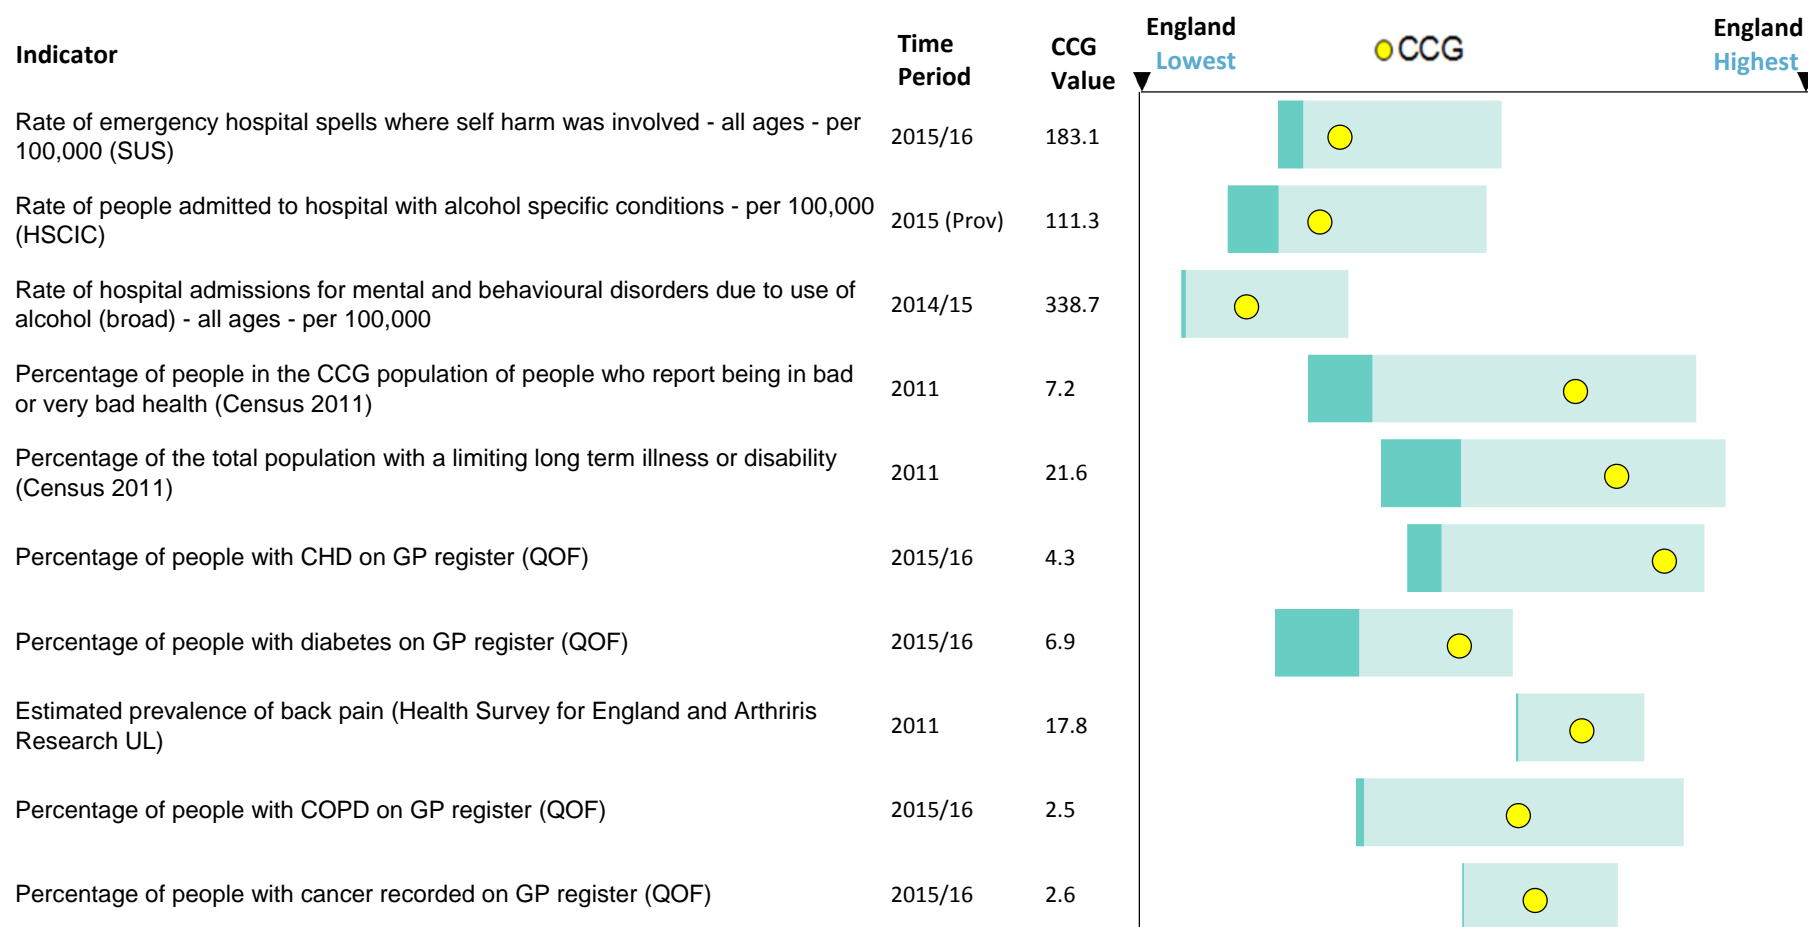 Indicator
Time
Period
CCG
Value
England
Lowest
CCG
England
Highest
Rate of emergency hospital spells where self harm was involved - all ages - per
100,000 (SUS)
2015/16
183.1
Rate of people admitted to hospital with alcohol specific conditions - per 100,000
(HSCIC)
2015 (Prov)
111.3
Rate of hospital admissions for mental and behavioural disorders due to use of
alcohol (broad) - all ages - per 100,000
2014/15
338.7
Percentage of people in the CCG population of people who report being in bad
or very bad health (Census 2011)
2011
7.2
Percentage of the total population with a limiting long term illness or disability
(Census 2011)
2011
21.6
Percentage of people with CHD on GP register (QOF)
2015/16
4.3
Percentage of people with diabetes on GP register (QOF)
2015/16
6.9
Estimated prevalence of back pain (Health Survey for England and Arthriris
Research UL)
2011
17.8
Percentage of people with COPD on GP register (QOF)
2015/16
2.5
Percentage of people with cancer recorded on GP register (QOF)
2015/16
2.6